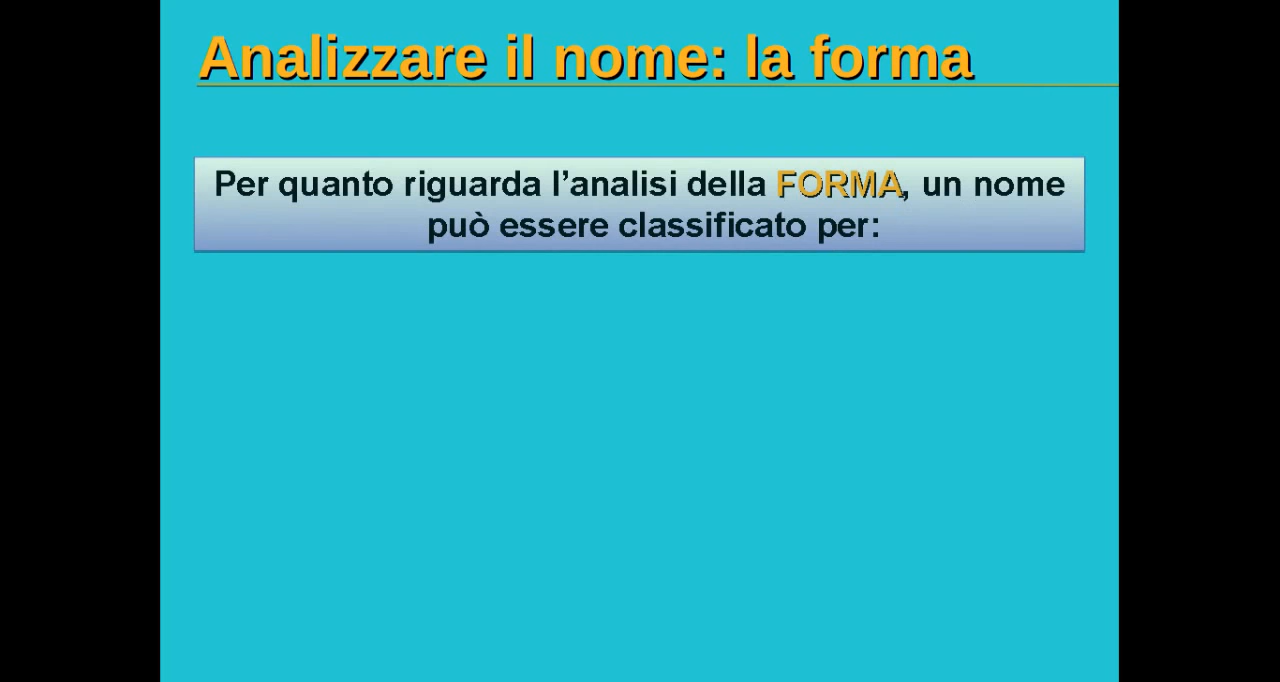 Analizzare il nome: la forma
Per quanto riguarda l’analisi della FORMA, un nome
può essere classificato per: